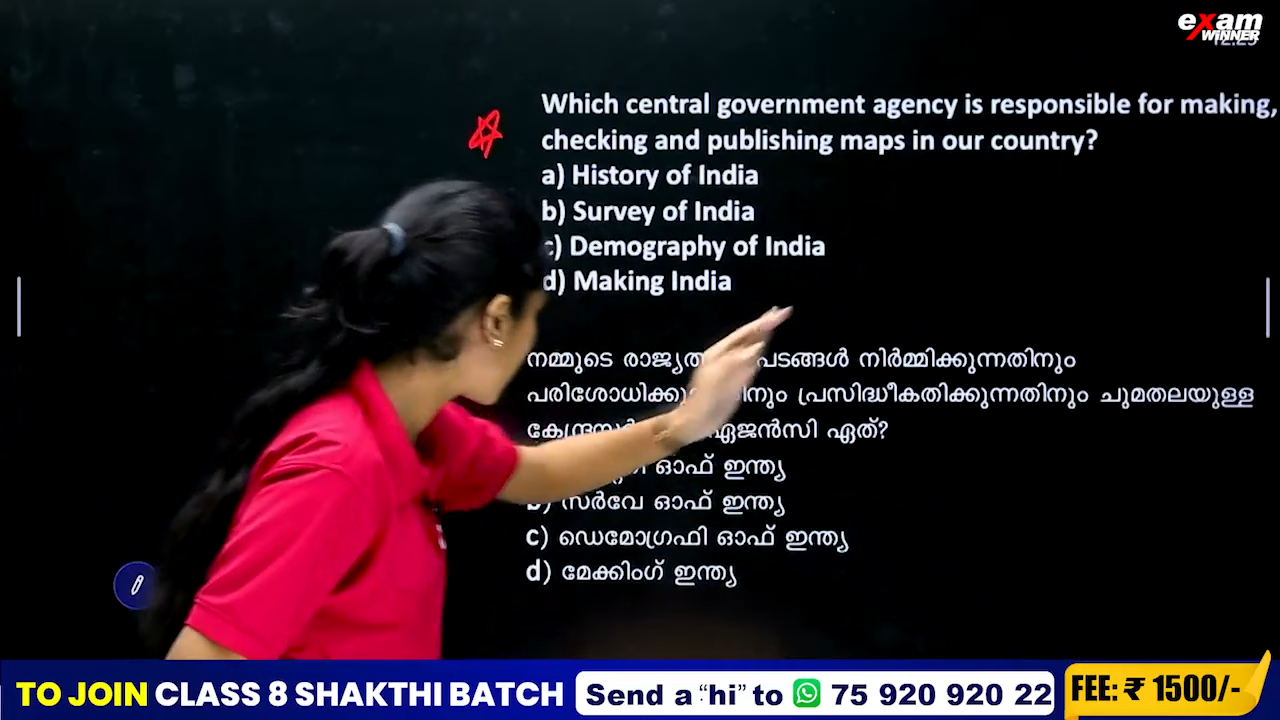 exam
WINNER
12:25
Which central government agency is responsible for making,
checking and publishing maps in our country?
a) History of India
b) Survey of India
c) Demography of India
d) Making India
നമ്മുടെ പടങ്ങൾ നിർമ്മിക്കുന്നതിനും
പ്രസിദ്ധീകതിക്കുന്നതിനും ചുമതലയുള്ള
ഏജൻസി ഏത്?
ഓഫ് ഇന്ത്യ
b) സർവേ ഓഫ് ഇന്ത്യ
c) ഡെമോഗ്രഫി ഓഫ് ഇന്ത്യ
d) മേക്കിംഗ് ഇന്ത്യ
TO JOIN CLASS 8 SHAKTHI BATCH Send a “hi” to 75 920 920 22 FEE: ₹ 1500/-